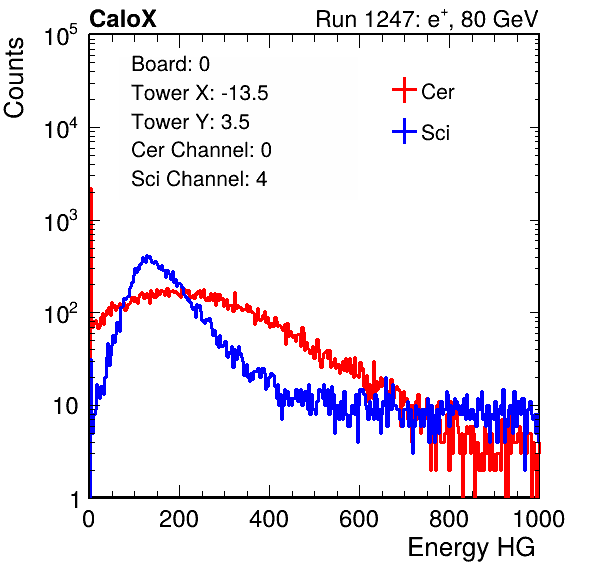 CaloX Run 1247: e+, 80 GeV
Counts
10^5
10^4
10^3
10^2
10
1
Board: 0
Tower X: -13.5
Tower Y: 3.5
Cer Channel: 0
Sci Channel: 4
Cer
Sci
0 200 400 600 800 1000
Energy HG